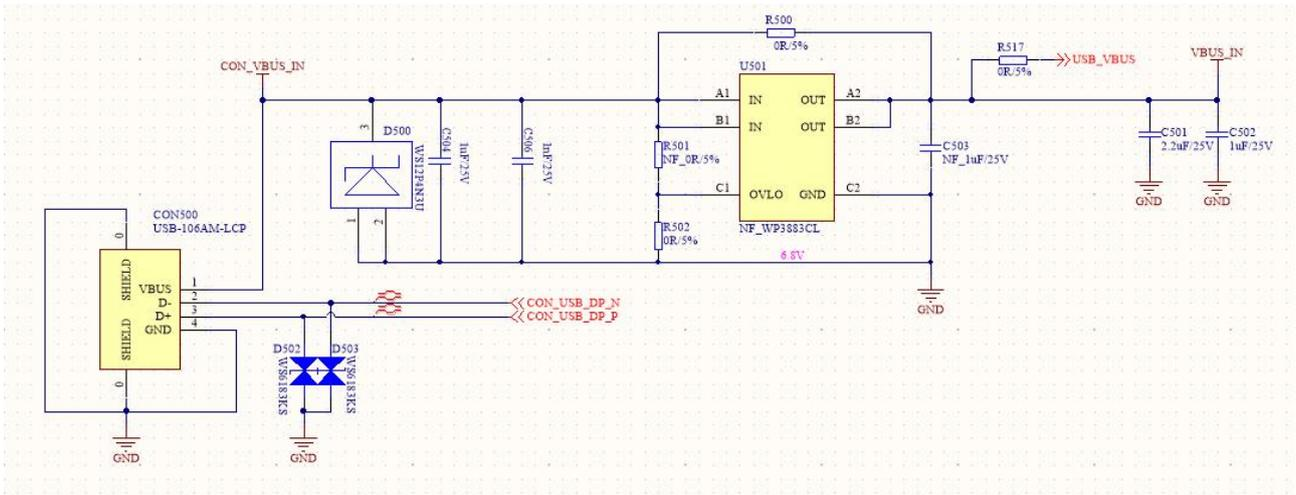 R500
0R/5%
R517
0R/5%
USB_VBUS
VBUS_IN
CON_VBUS_IN
U501
A1
IN
OUT
A2
B1
IN
OUT
B2
C1
OVLO
GND
C2
NF_WP3883CL
6.8V
3
D500
WS12P4N3U
1
2
C504
1uF/25V
C506
1uF/25V
R501
NF_0R/5%
R502
0R/5%
C503
NF_1uF/25V
C501
2.2uF/25V
C502
1uF/25V
GND
GND
GND
CON500
USB-106AM-LCP
0
SHIELD
VBUS
1
D-
2
D+
3
GND
4
SHIELD
0
CON_USB_DP_N
CON_USB_DP_P
D502
D503
WS6183KS
WS6183KS
GND
GND